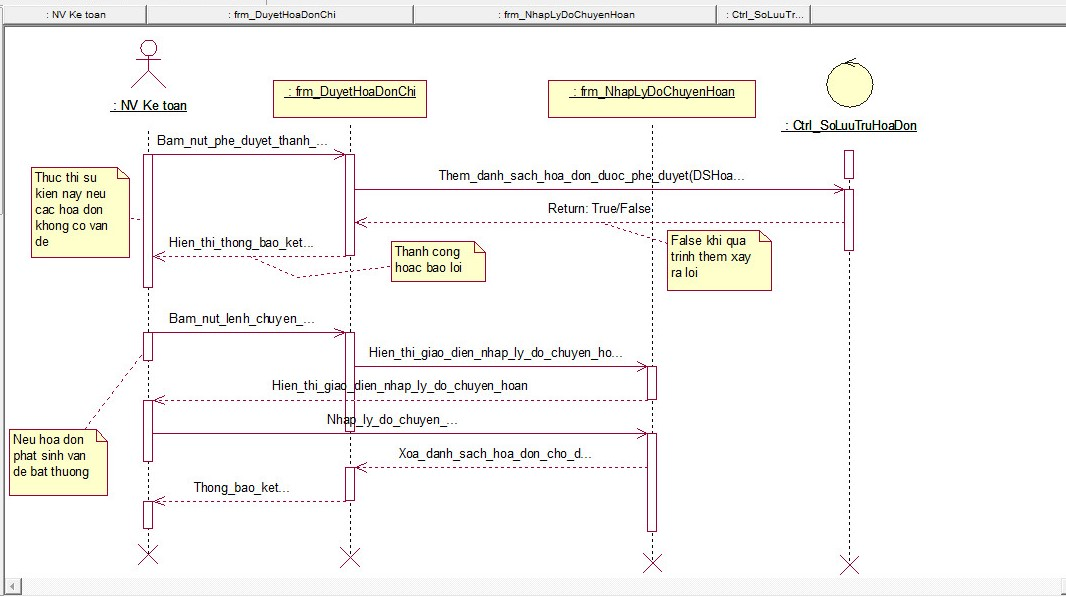 : NV Ke toan
: frm_DuyetHoaDonChi
: frm_NhapLyDoChuyenHoan
: Ctrl_SoLuuTr...
: NV Ke toan
: frm_DuyetHoaDonChi
: frm_NhapLyDoChuyenHoan
: Ctrl_SoLuuTruHoaDon
Bam_nut_phe_duyet_thanh_...
Thuc thi su
kien nay neu
cac hoa don
khong co van
de
Them_danh_sach_hoa_don_duoc_phe_duyet(DSHoa...
Return: True/False
False khi qua
trinh them xay
ra loi
Hien_thi_thong_bao_ket...
Thanh cong
hoac bao loi
Bam_nut_lenh_chuyen_...
Hien_thi_giao_dien_nhap_ly_do_chuyen_ho...
Hien_thi_giao_dien_nhap_ly_do_chuyen_hoan
Nhap_ly_do_chuyen_...
Neu hoa don
phat sinh van
de bat thuong
Xoa_danh_sach_hoa_don_cho_d...
Thong_bao_ket...